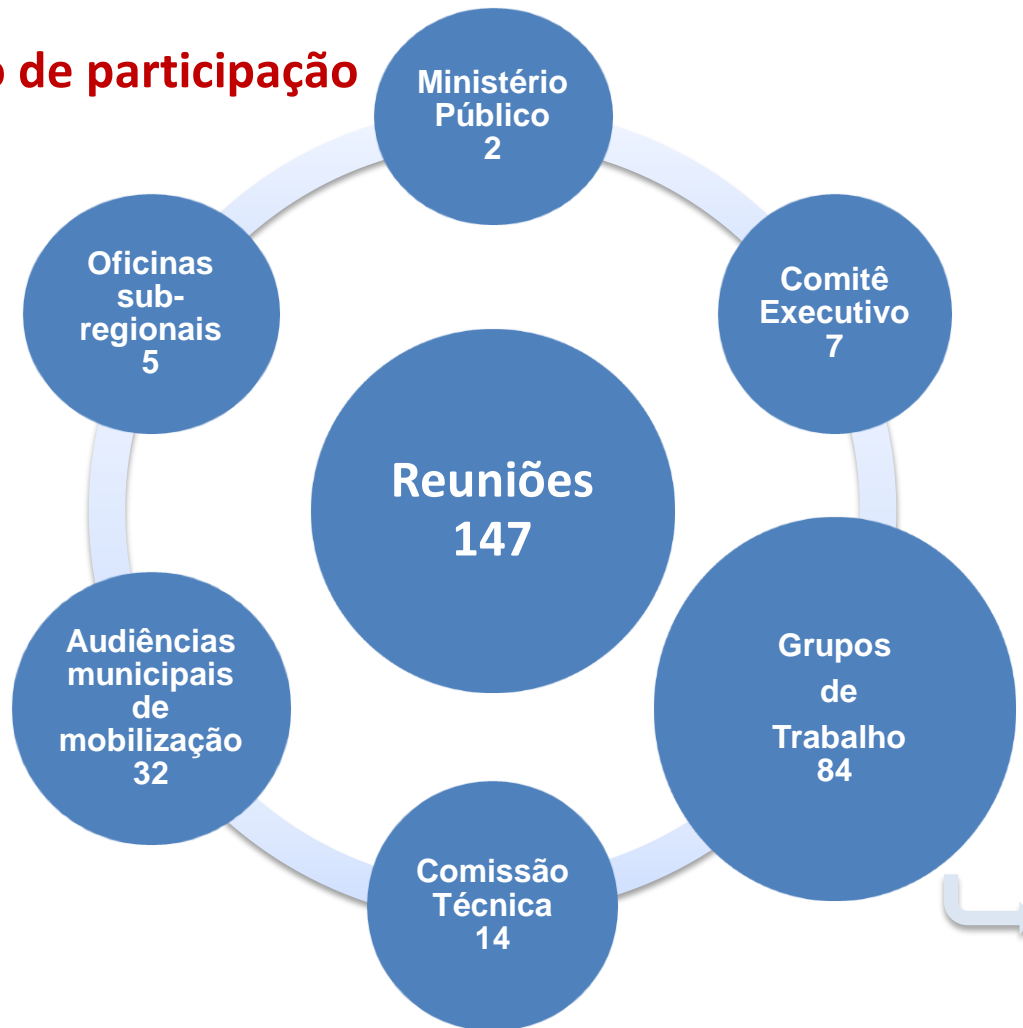 de participação
Ministério
Público
2
Comitê
Executivo
7
Grupos
de
Trabalho
84
Comissão
Técnica
14
Audiências
municipais
de
mobilização
32
Oficinas
sub-
regionais
5
Reuniões
147